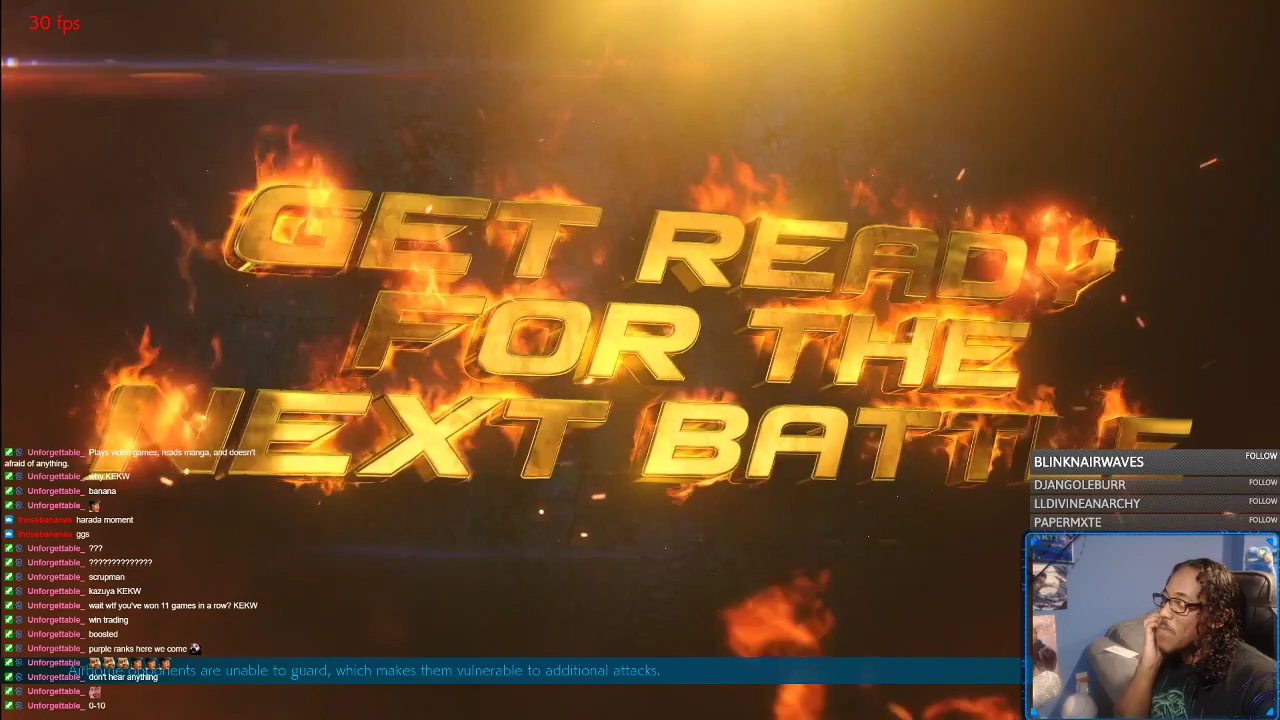 30 fps
GET READY
FOR THE
NEXT BATTLE
Unforgettable_ Plays video games, reads manga, and doesn't
afraid of anything.
Unforgettable_ why KEKW
Unforgettable_ banana
Unforgettable_
thosebananas harada moment
thosebananas ggs
Unforgettable_ ???
Unforgettable_ ??????????????
Unforgettable_ scrupman
Unforgettable_ kazuya KEKW
Unforgettable_ wait wtf you've won 11 games in a row? KEKW
Unforgettable_ win trading
Unforgettable_ boosted
Unforgettable_ purple ranks here we come
Unforgettable_
Airborne opponents are unable to guard, which makes them vulnerable to additional attacks.
Unforgettable_ don't hear anything
Unforgettable_
Unforgettable_ 0-10
BLINKNAIRWAVES FOLLOW
DJANGOLEBURR FOLLOW
LLDIVINEANARCHY FOLLOW
PAPERMXTE FOLLOW